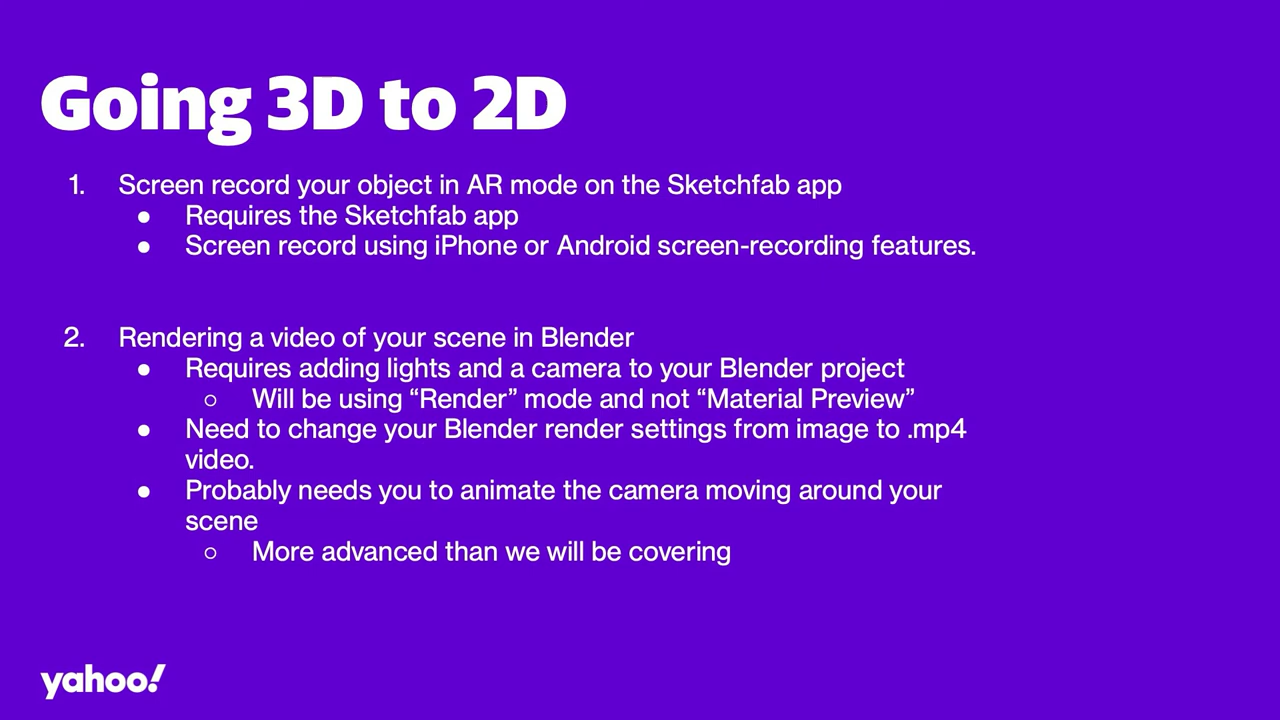 Going 3D to 2D
1. Screen record your object in AR mode on the Sketchfab app
● Requires the Sketchfab app
● Screen record using iPhone or Android screen-recording features.
2. Rendering a video of your scene in Blender
● Requires adding lights and a camera to your Blender project
○ Will be using “Render” mode and not “Material Preview”
● Need to change your Blender render settings from image to .mp4
video.
● Probably needs you to animate the camera moving around your
scene
○ More advanced than we will be covering
yahoo!